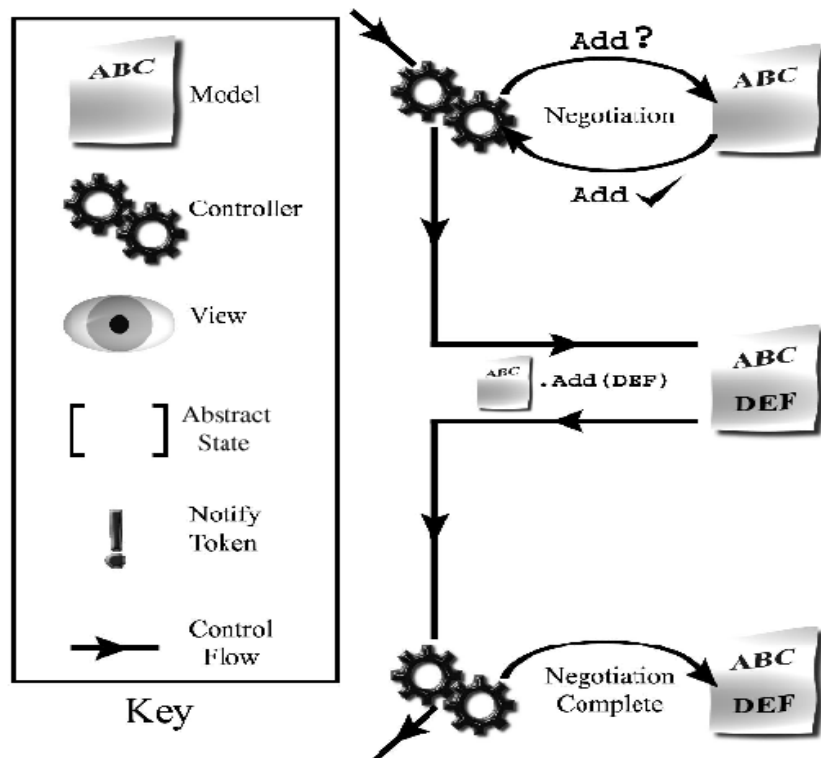 ABC
Model
Controller
View
[ ]
Abstract
State
!
Notify
Token
Control
Flow
Key
Add?
ABC
Negotiation
Add ✓
ABC
DEF
ABC
.Add(DEF)
Negotiation
Complete
ABC
DEF